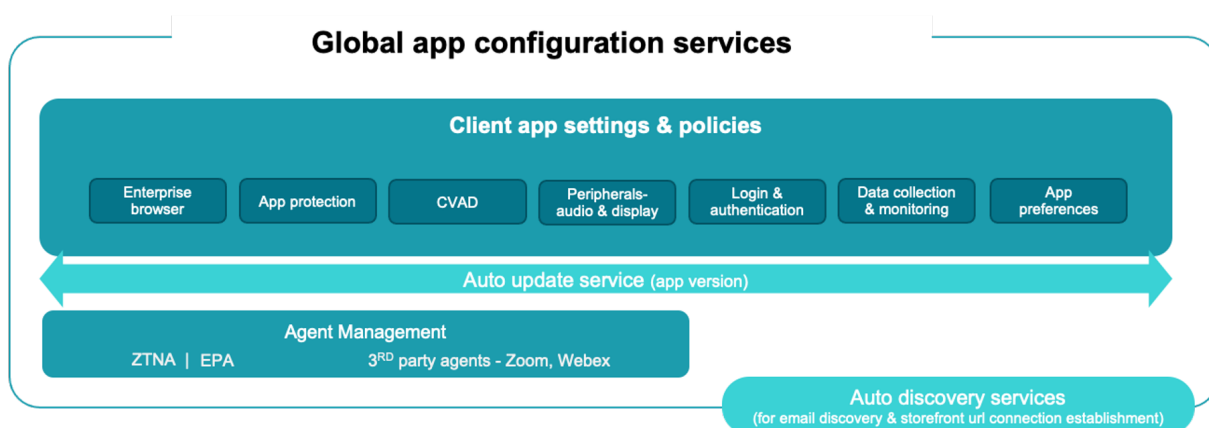 Global app configuration services
Client app settings & policies
Enterprise
browser
App protection
CVAD
Peripherals-
audio & display
Login &
authentication
Data collection
& monitoring
App
preferences
Auto update service (app version)
Agent Management
ZTNA | EPA
3RD party agents - Zoom, Webex
Auto discovery services
(for email discovery & storefront url connection establishment)